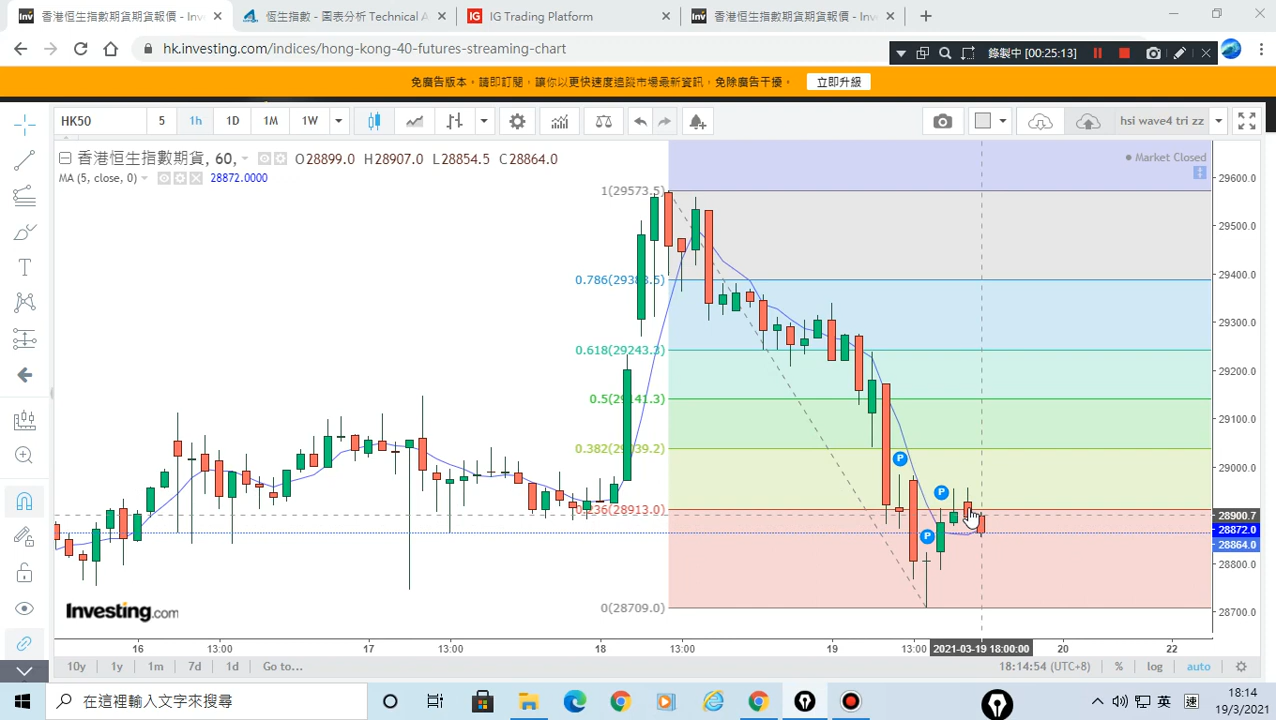 香港恒生指數期貨期貨報價 - Inv
恆生指數 - 圖表分析 Technical A
IG Trading Platform
香港恒生指數期貨期貨報價 - Inv
hk.investing.com/indices/hong-kong-40-futures-streaming-chart
錄製中 [00:25:13]
免廣告版本。請即訂閱，讓你以更快速度追蹤市場最新資訊，免除廣告干擾。
立即升級
HK50 5 1h 1D 1M 1W
hsi wave4 tri zz
香港恒生指數期貨, 60,
O28899.0 H28907.0 L28854.5 C28864.0
Market Closed
MA (5, close, 0)
28872.0000
1(29573.5)
0.618(29243.3)
0(28709.0)
P
P
P
29600.0
29500.0
29400.0
29300.0
29200.0
29100.0
29000.0
28900.7
28872.0
28864.0
28800.0
28700.0
Investing.com
16 13:00 17 13:00 18 13:00 19 13:00 2021-03-19 18:00:00 20 22
10y 1y 1m 7d 1d Go to...
18:14:54 (UTC+8) % log auto
在這裡輸入文字來搜尋
英
18:14
19/3/2021